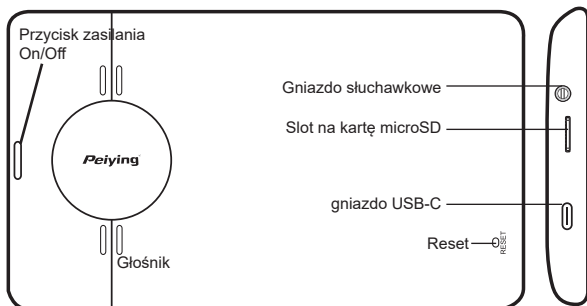 Przycisk zasilania
On/Off
Gniazdo słuchawkowe
Slot na kartę microSD
Peiying
gniazdo USB-C
Reset
RESET
Głośnik